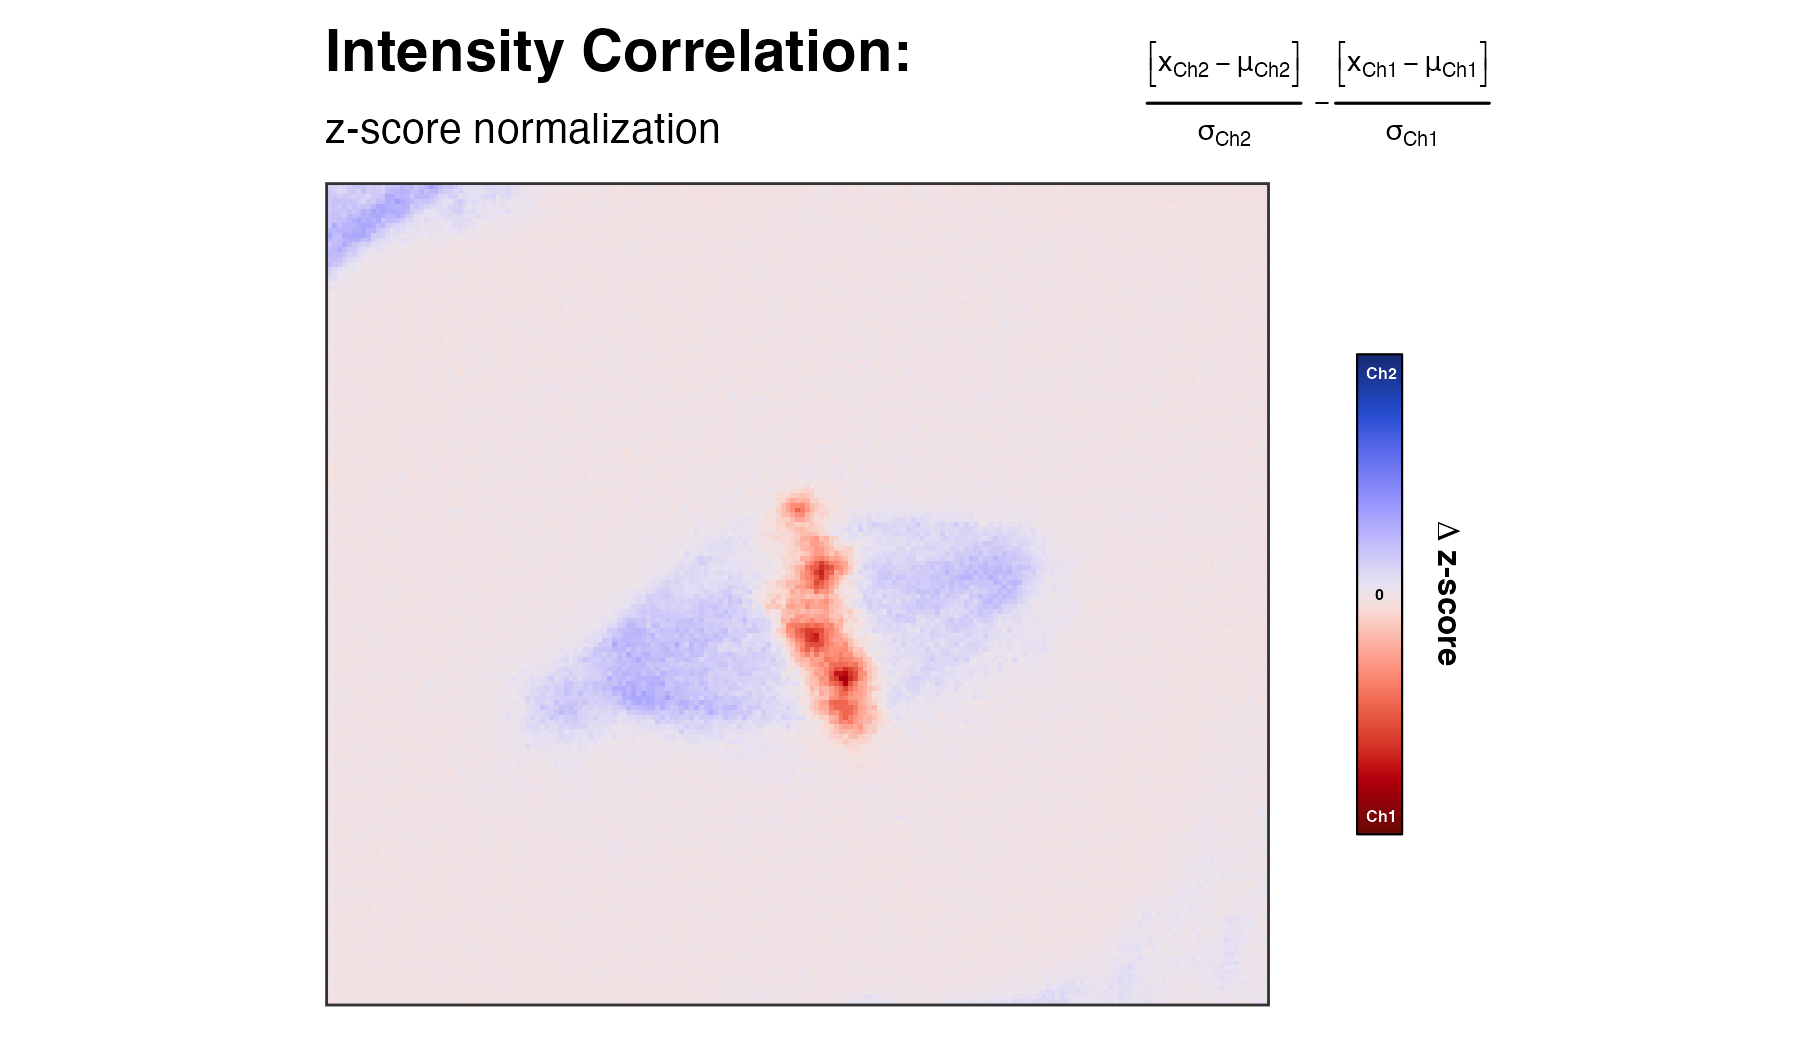 Intensity Correlation:
z-score normalization
[xCh2 – μCh2] [xCh1 – μCh1]
–
σCh2 σCh1
Ch2
0
Ch1
Δ z-score